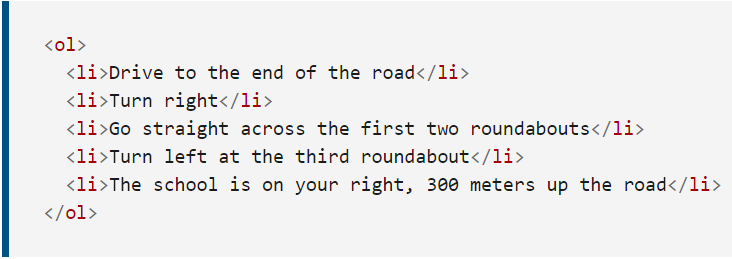 <ol>
  <li>Drive to the end of the road</li>
  <li>Turn right</li>
  <li>Go straight across the first two roundabouts</li>
  <li>Turn left at the third roundabout</li>
  <li>The school is on your right, 300 meters up the road</li>
</ol>